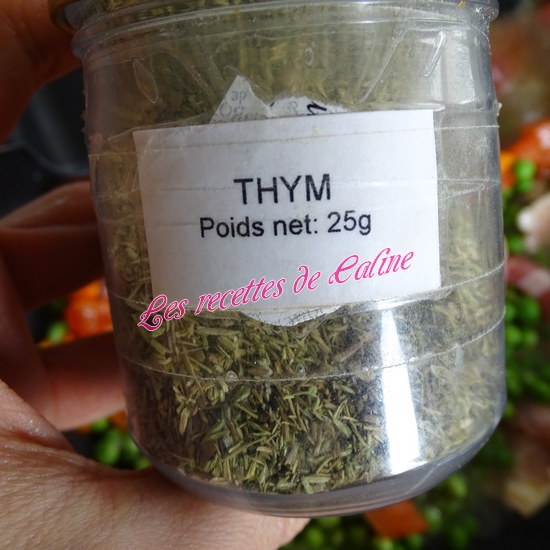 THYM
Poids net: 25g
Les recettes de Caline